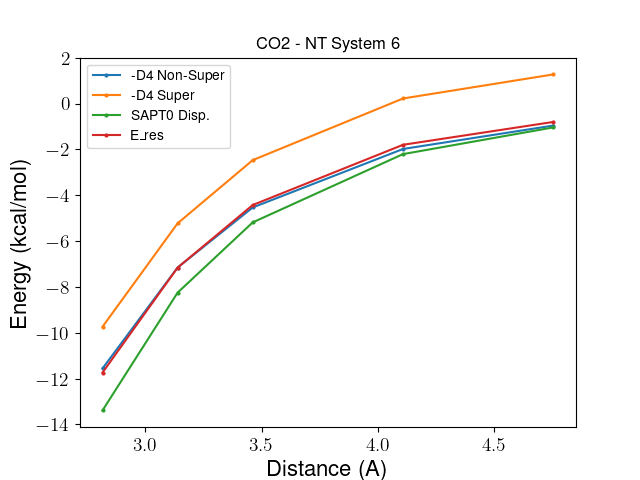 CO2 - NT System 6
-D4 Non-Super
-D4 Super
SAPT0 Disp.
E_res
2
0
−2
−4
−6
−8
−10
−12
−14
Energy (kcal/mol)
3.0 3.5 4.0 4.5
Distance (A)